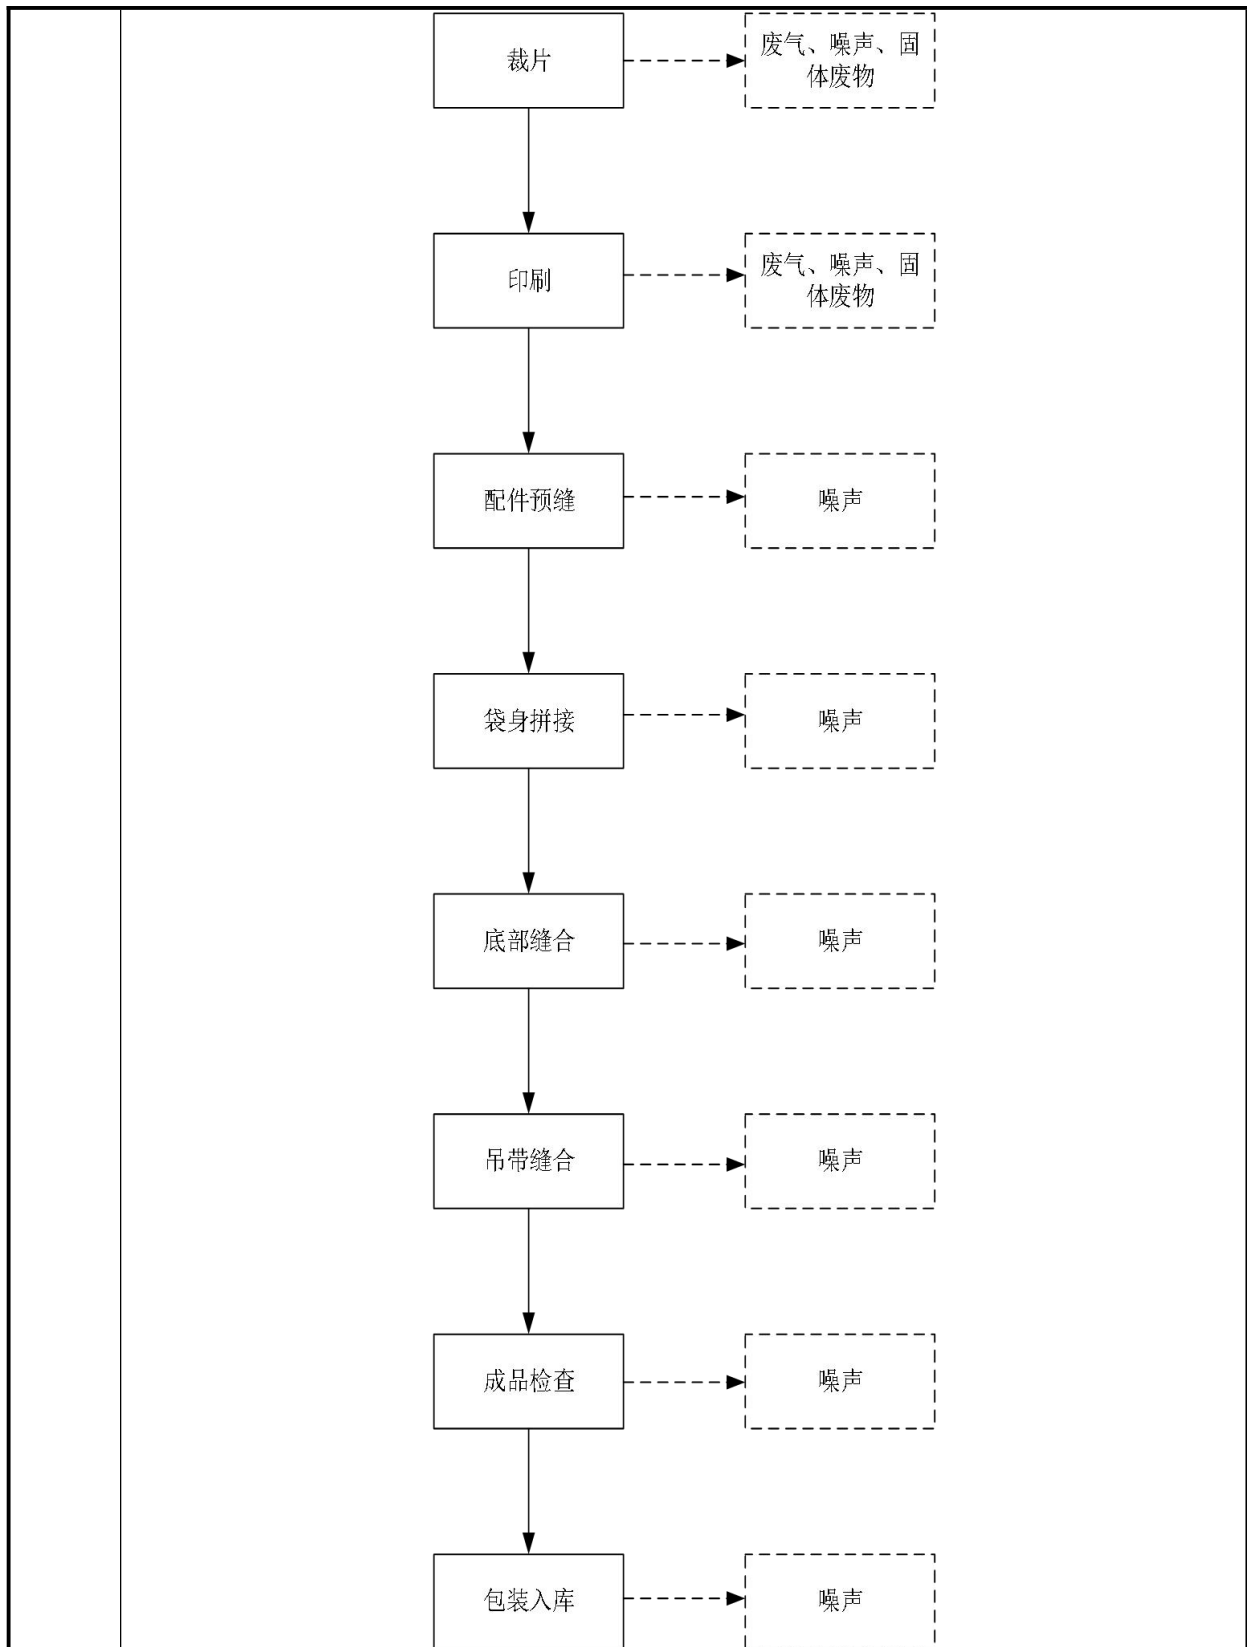 裁片
废气、噪声、固
体废物
印刷
废气、噪声、固
体废物
配件预缝
噪声
袋身拼接
噪声
底部缝合
噪声
吊带缝合
噪声
成品检查
噪声
包装入库
噪声